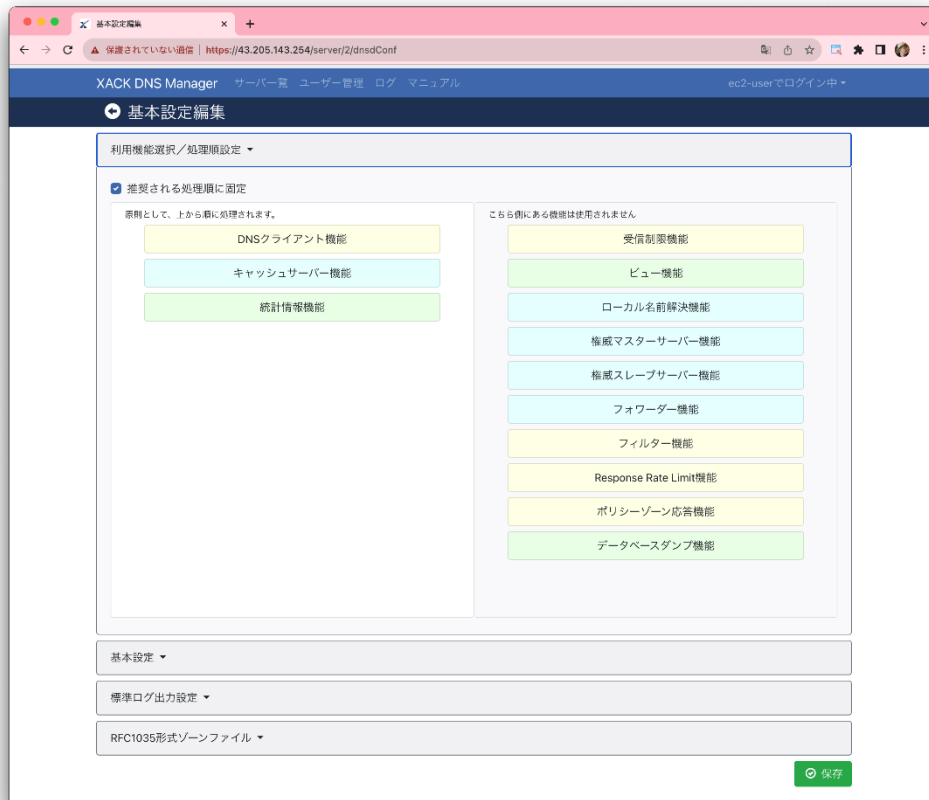 基本設定編集
保護されていない通信 | https://43.205.143.254/server/2/dnsdConf
XACK DNS Manager サーバー覧 ユーザー管理 ログ マニュアル ec2-userでログイン中
基本設定編集
利用機能選択／処理順設定
推奨される処理順に固定
原則として、上から順に処理されます。
DNSクライアント機能
キャッシュサーバー機能
統計情報機能
こちら側にある機能は使用されません
受信制限機能
ビュー機能
ローカル名前解決機能
権威マスターサーバー機能
権威スレーブサーバー機能
フォワーダー機能
フィルター機能
Response Rate Limit機能
ポリシーゾーン応答機能
データベースダンプ機能
基本設定
標準ログ出力設定
RFC1035形式ゾーンファイル
保存